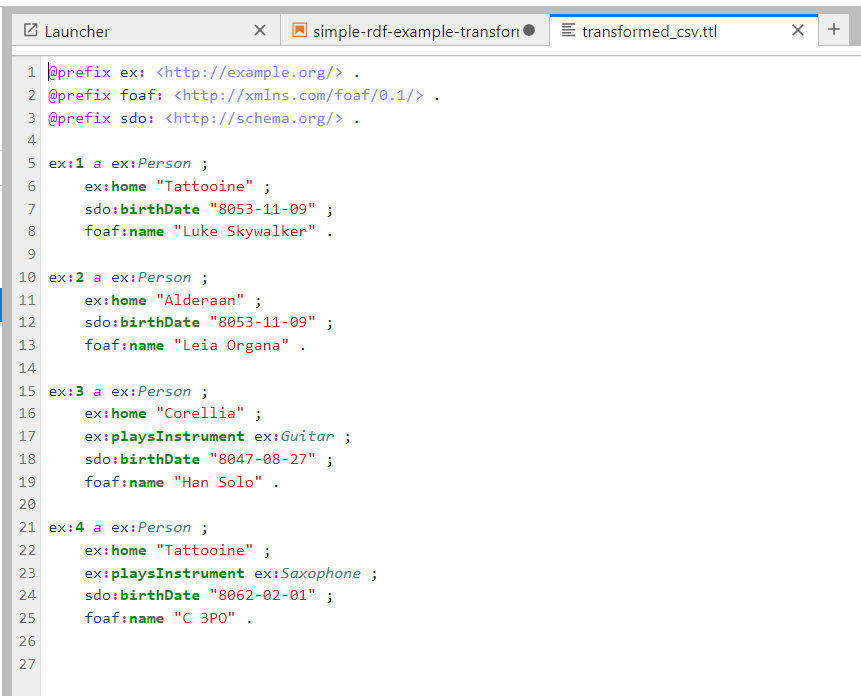 Launcher
simple-rdf-example-transfor
transformed_csv.ttl
1 @prefix ex: <http://example.org/> .
2 @prefix foaf: <http://xmlns.com/foaf/0.1/> .
3 @prefix sdo: <http://schema.org/> .
4
5 ex:1 a ex:Person ;
6     ex:home "Tattooine" ;
7     sdo:birthDate "8053-11-09" ;
8     foaf:name "Luke Skywalker" .
9
10 ex:2 a ex:Person ;
11     ex:home "Alderaan" ;
12     sdo:birthDate "8053-11-09" ;
13     foaf:name "Leia Organa" .
14
15 ex:3 a ex:Person ;
16     ex:home "Corellia" ;
17     ex:playsInstrument ex:Guitar ;
18     sdo:birthDate "8047-08-27" ;
19     foaf:name "Han Solo" .
20
21 ex:4 a ex:Person ;
22     ex:home "Tattooine" ;
23     ex:playsInstrument ex:Saxophone ;
24     sdo:birthDate "8062-02-01" ;
25     foaf:name "C 3PO" .
26
27